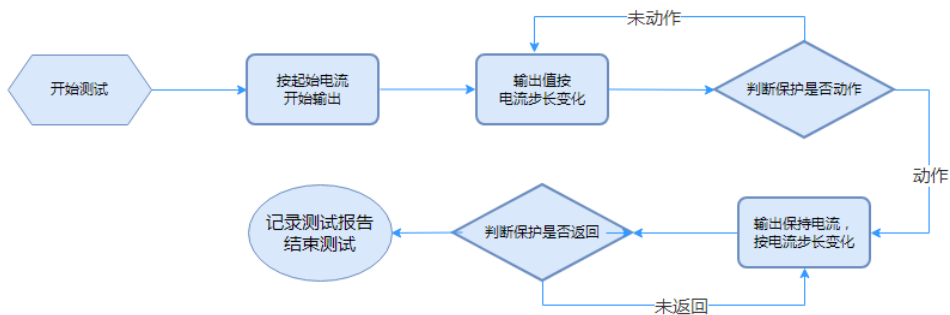 未动作
开始测试
按起始电流
开始输出
输出值按
电流步长变化
判断保护是否动作
动作
记录测试报告
结束测试
判断保护是否返回
输出保持电流，
按电流步长变化
未返回